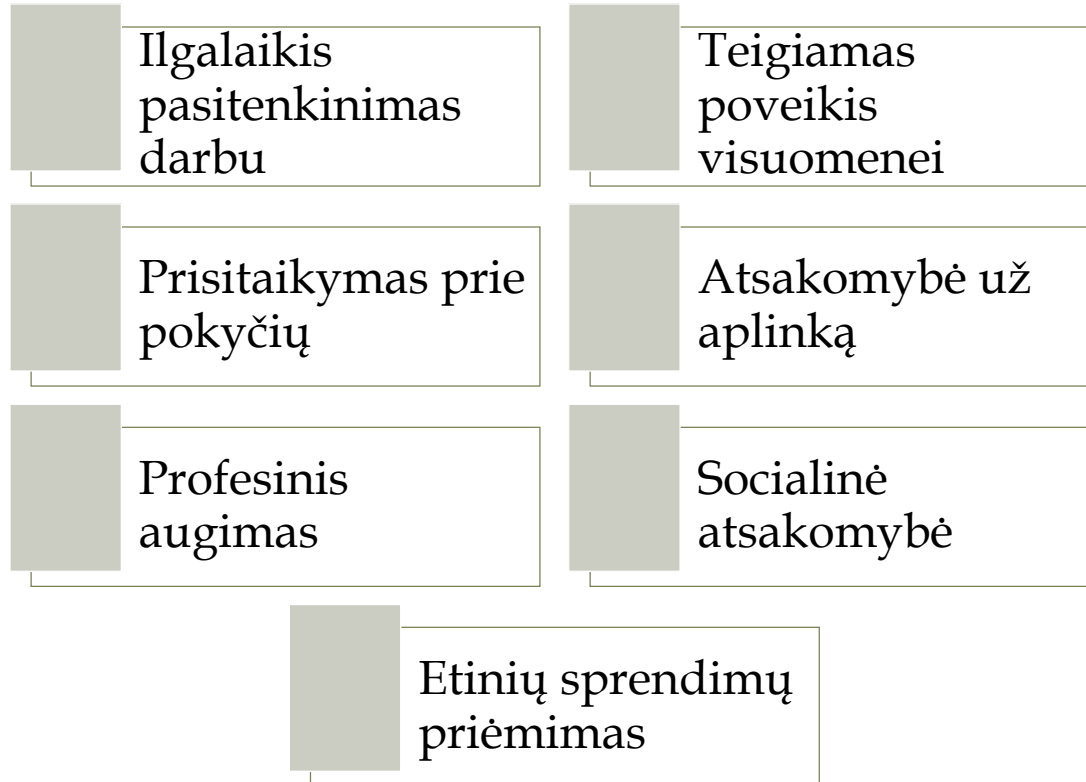 Ilgalaikis
pasitenkinimas
darbu
Teigiamas
poveikis
visuomenei
Prisitaikymas prie
pokyčių
Atsakomybė už
aplinką
Profesinis
augimas
Socialinė
atsakomybė
Etinių sprendimų
priėmimas